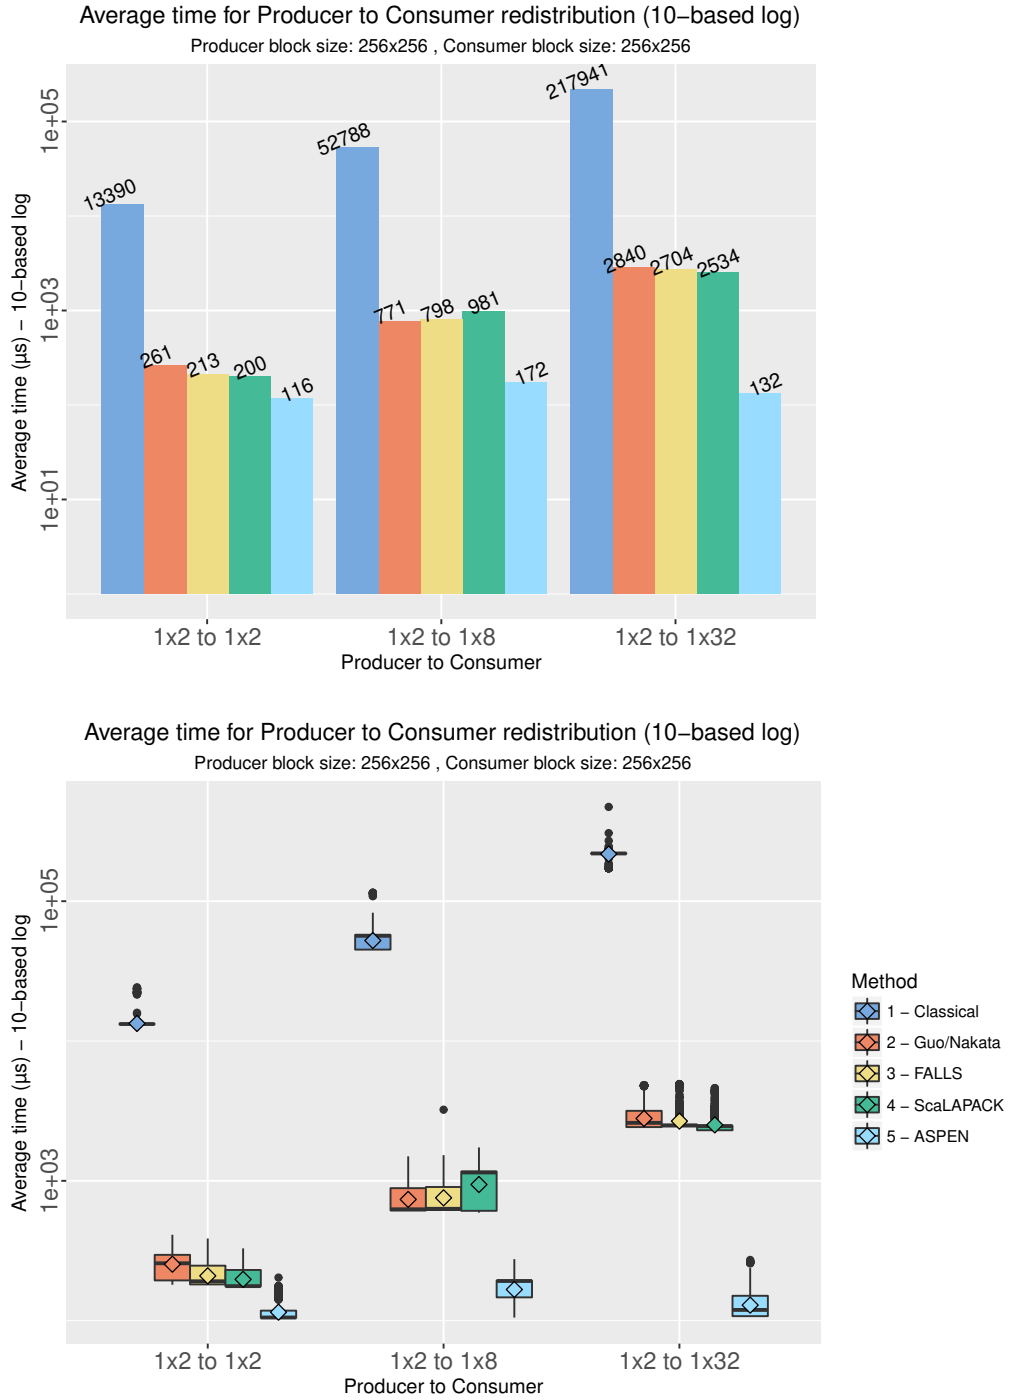 Average time for Producer to Consumer redistribution (10−based log)
Producer block size: 256x256 , Consumer block size: 256x256
Average time (µs) − 10−based log
1e+05
1e+03
1e+01
13390
261
213
200
116
52788
771
798
981
172
217941
2840
2704
2534
132
1x2 to 1x2
1x2 to 1x8
1x2 to 1x32
Producer to Consumer
Average time for Producer to Consumer redistribution (10−based log)
Producer block size: 256x256 , Consumer block size: 256x256
Average time (µs) − 10−based log
1e+05
1e+03
1x2 to 1x2
1x2 to 1x8
1x2 to 1x32
Producer to Consumer
Method
1 − Classical
2 − Guo/Nakata
3 − FALLS
4 − ScaLAPACK
5 − ASPEN